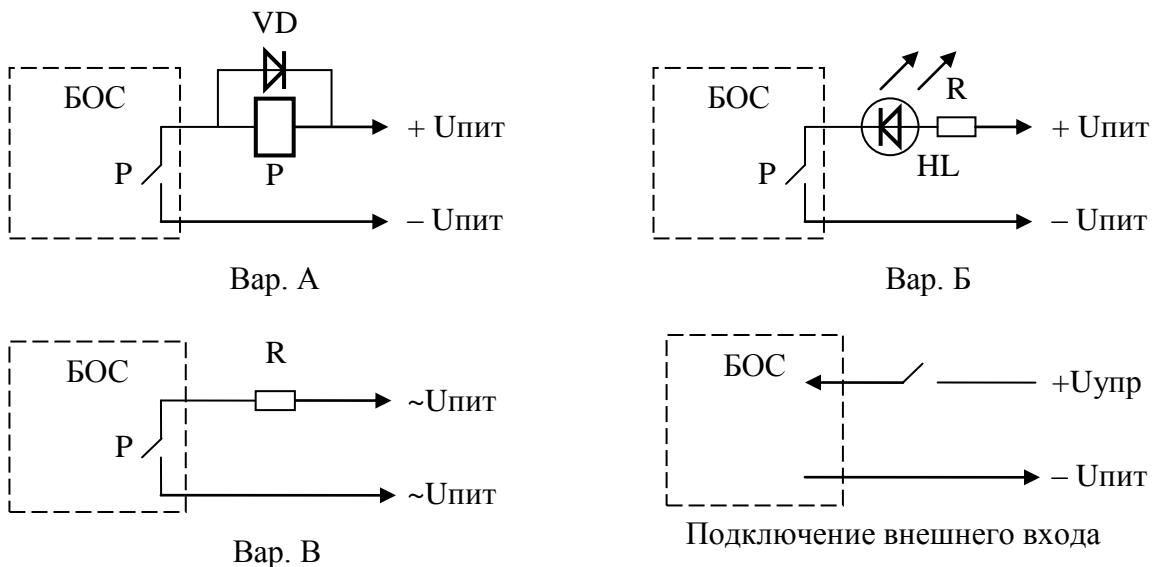 VD
БОС
+ Uпит
Р
Р
– Uпит
Вар. А
БОС
R
+ Uпит
Р
HL
– Uпит
Вар. Б
БОС
R
~Uпит
Р
~Uпит
Вар. В
БОС
+Uупр
– Uпит
Подключение внешнего входа